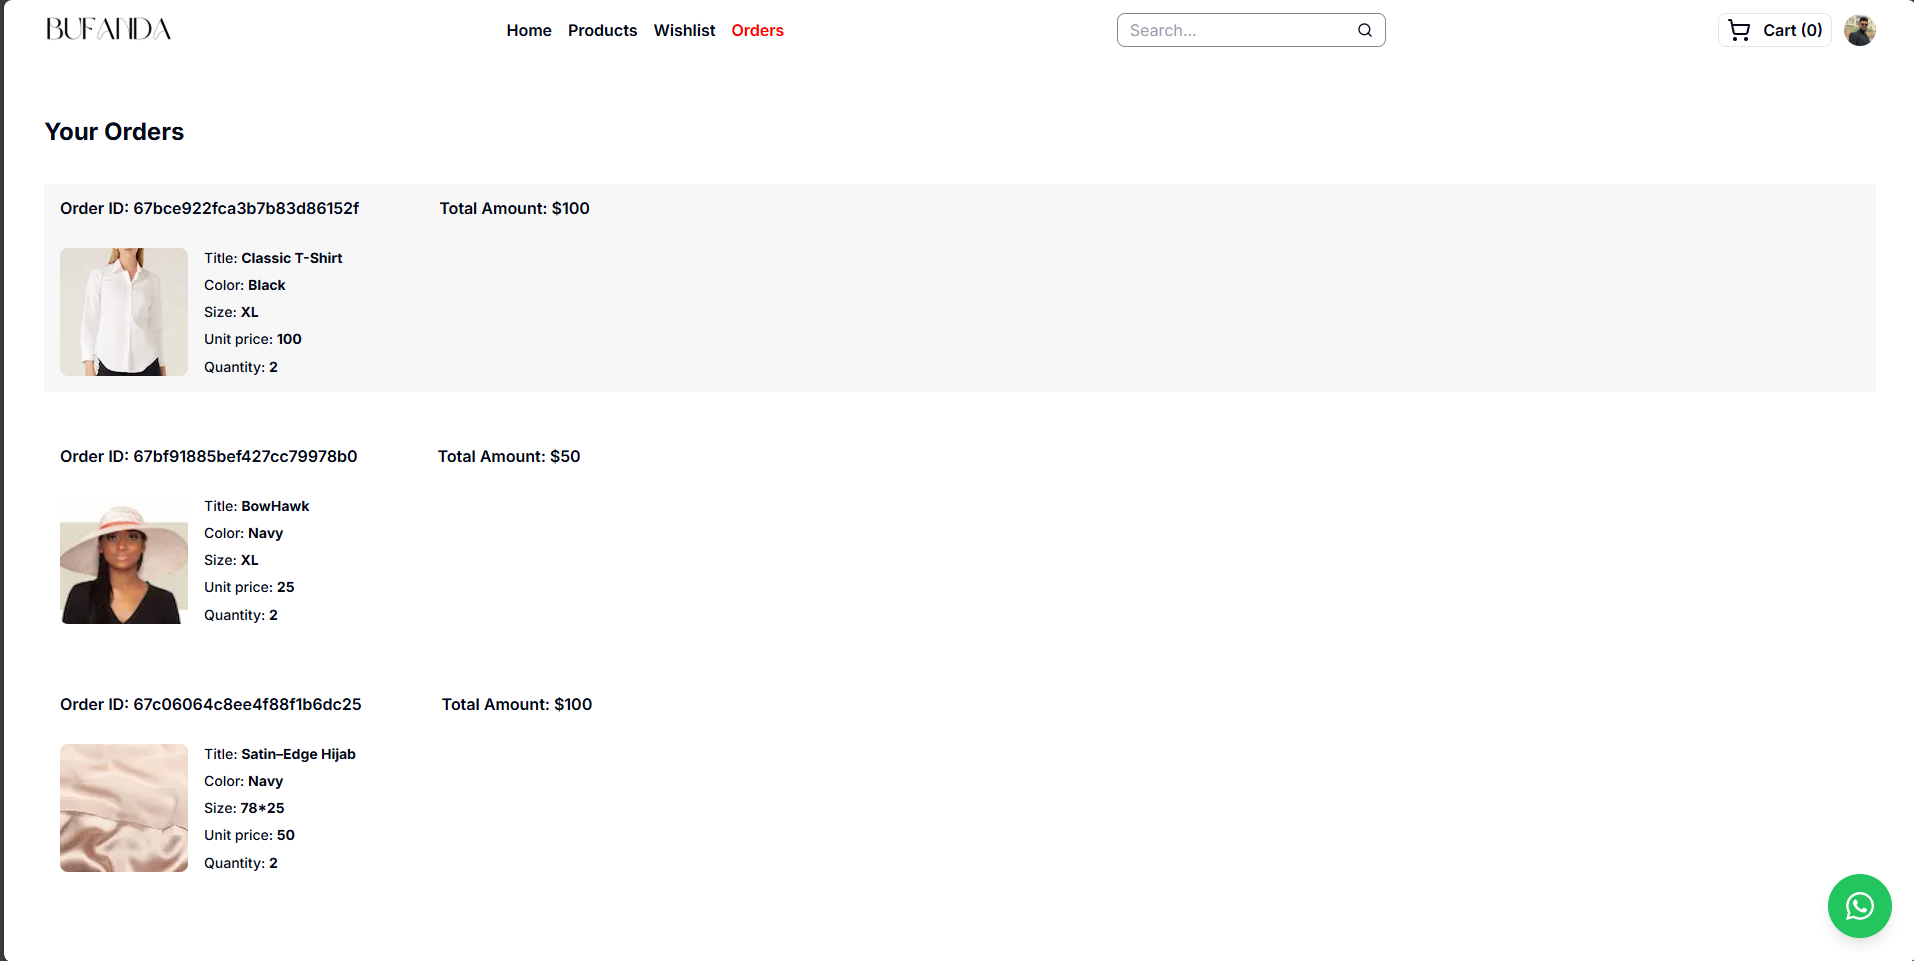 BUFANDA
Home Products Wishlist Orders
Search...
Cart (0)
Your Orders
Order ID: 67bce922fca3b7b83d86152f Total Amount: $100
Title: Classic T-Shirt
Color: Black
Size: XL
Unit price: 100
Quantity: 2
Order ID: 67bf91885bef427cc79978b0 Total Amount: $50
Title: BowHawk
Color: Navy
Size: XL
Unit price: 25
Quantity: 2
Order ID: 67c06064c8ee4f88f1b6dc25 Total Amount: $100
Title: Satin–Edge Hijab
Color: Navy
Size: 78*25
Unit price: 50
Quantity: 2